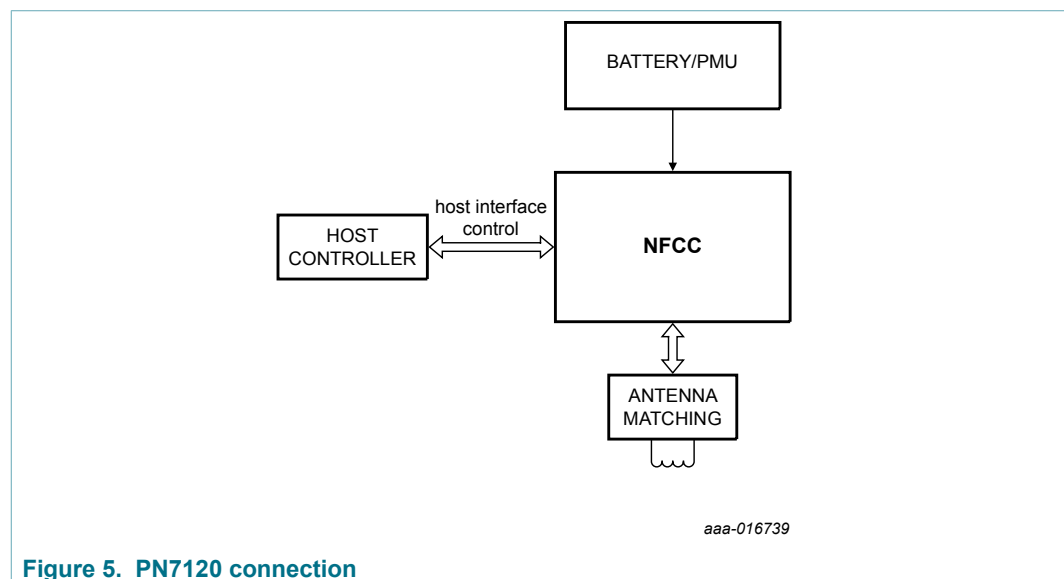 BATTERY/PMU
host interface
control
HOST
CONTROLLER
NFCC
ANTENNA
MATCHING
aaa-016739
Figure 5. PN7120 connection